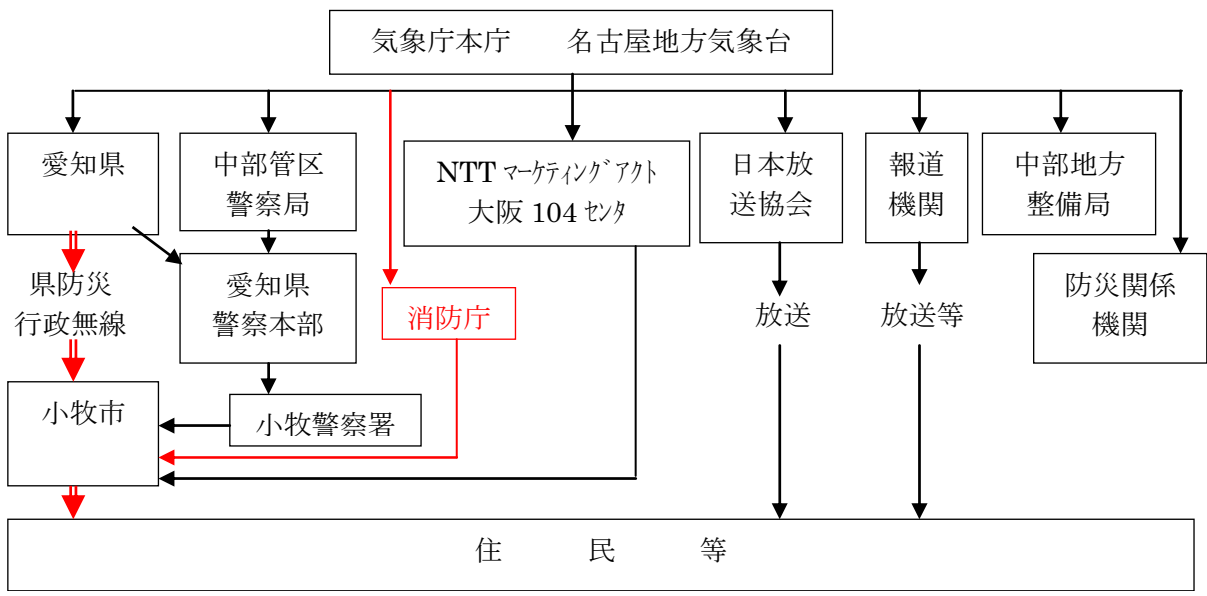 気象庁本庁　　名古屋地方気象台
愛知県
中部管区
警察局
NTT ﾏｰｹﾃｨﾝｸﾞｱｸﾄ
大阪 104 ｾﾝﾀ
日本放
送協会
報道
機関
中部地方
整備局
県防災
行政無線
愛知県
警察本部
消防庁
放送
放送等
防災関係
機関
小牧市
小牧警察署
住　　民　　等